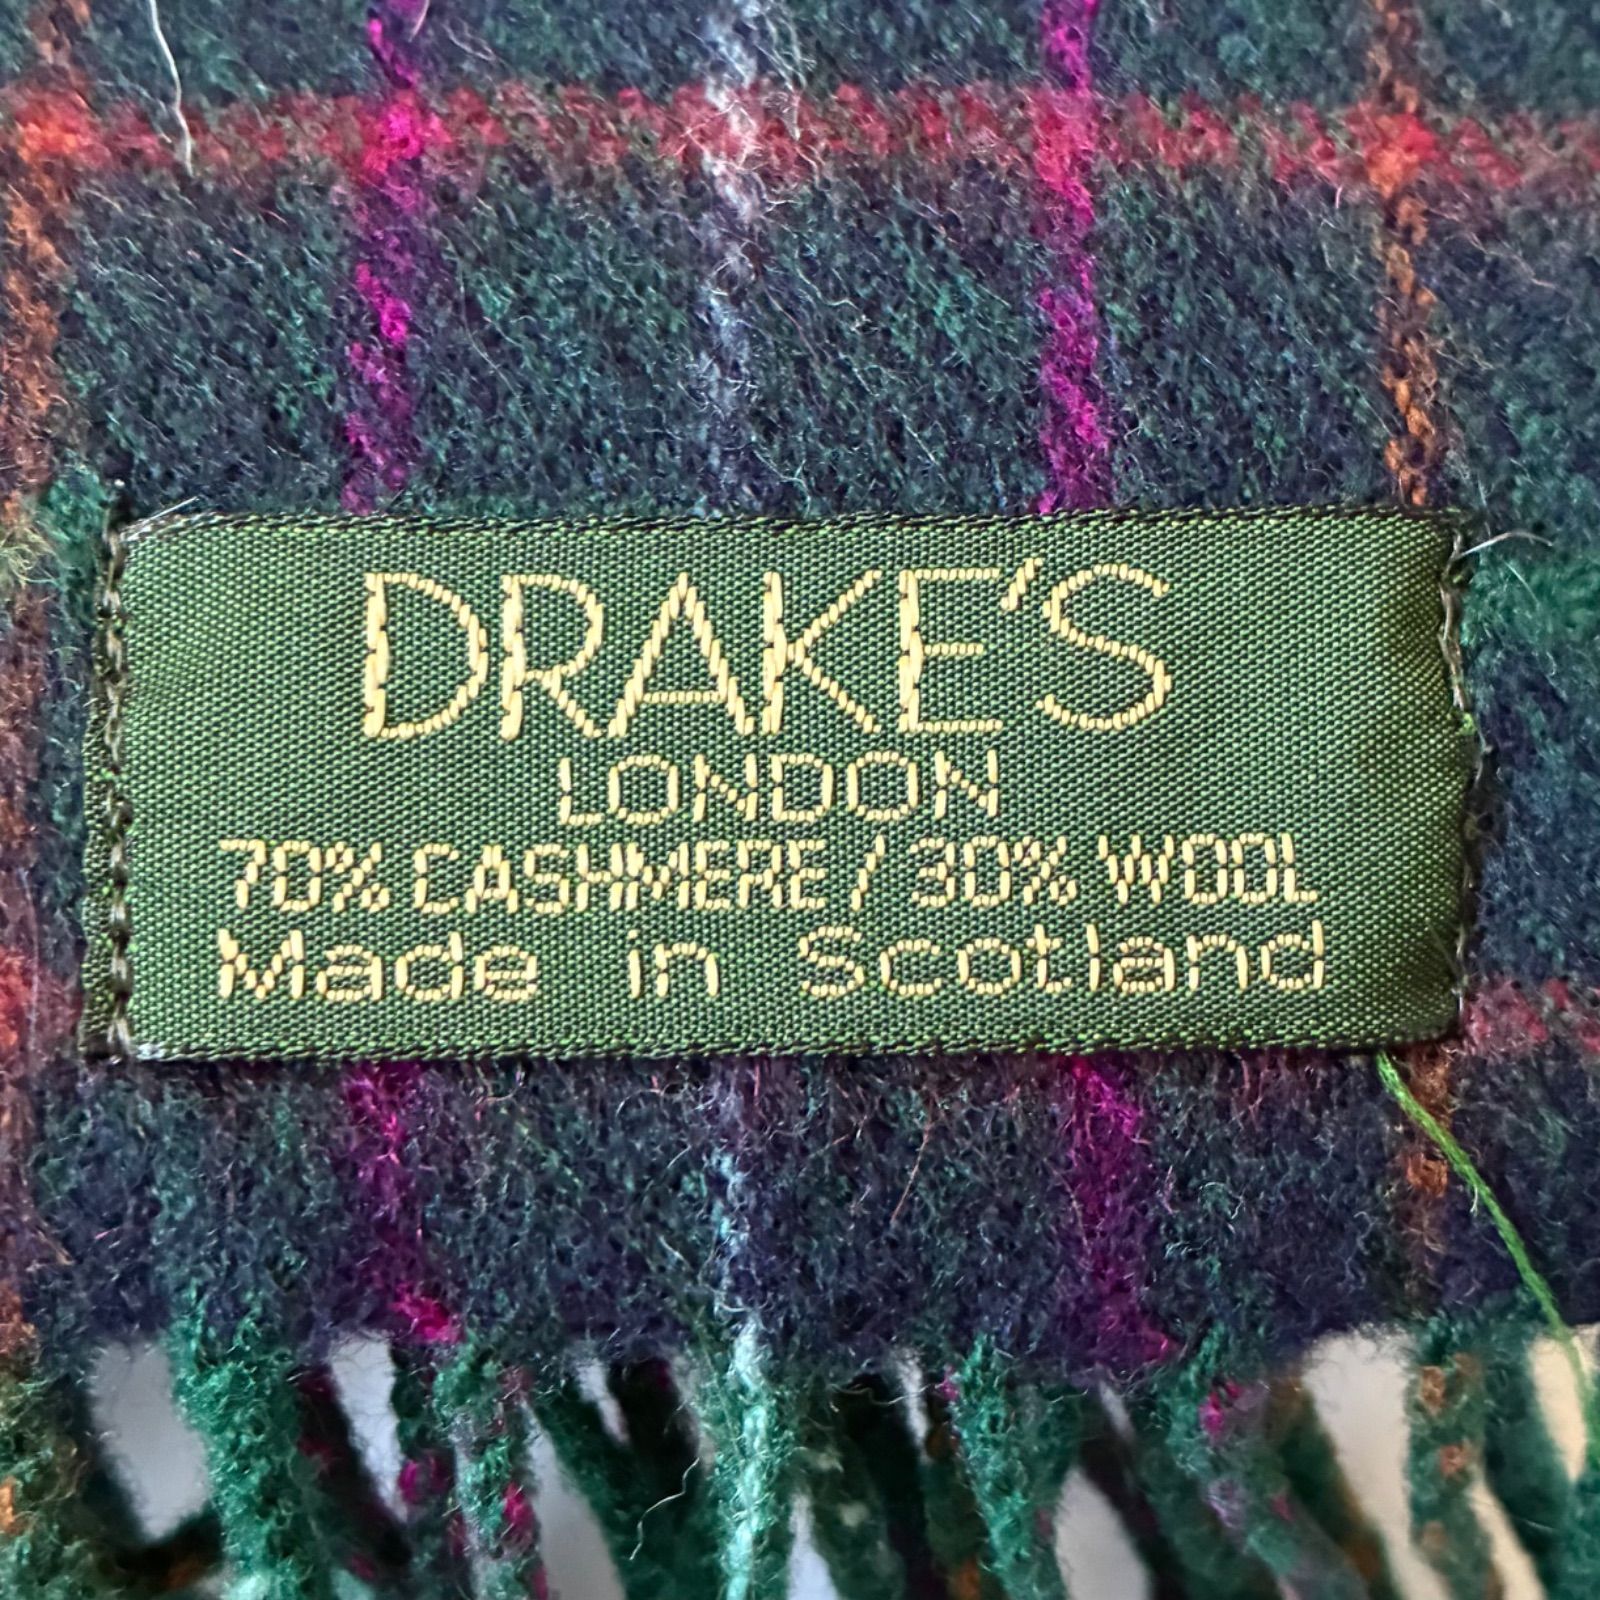 DRAKE'S
LONDON
70% CASHMERE / 30% WOOL
Made in Scotland